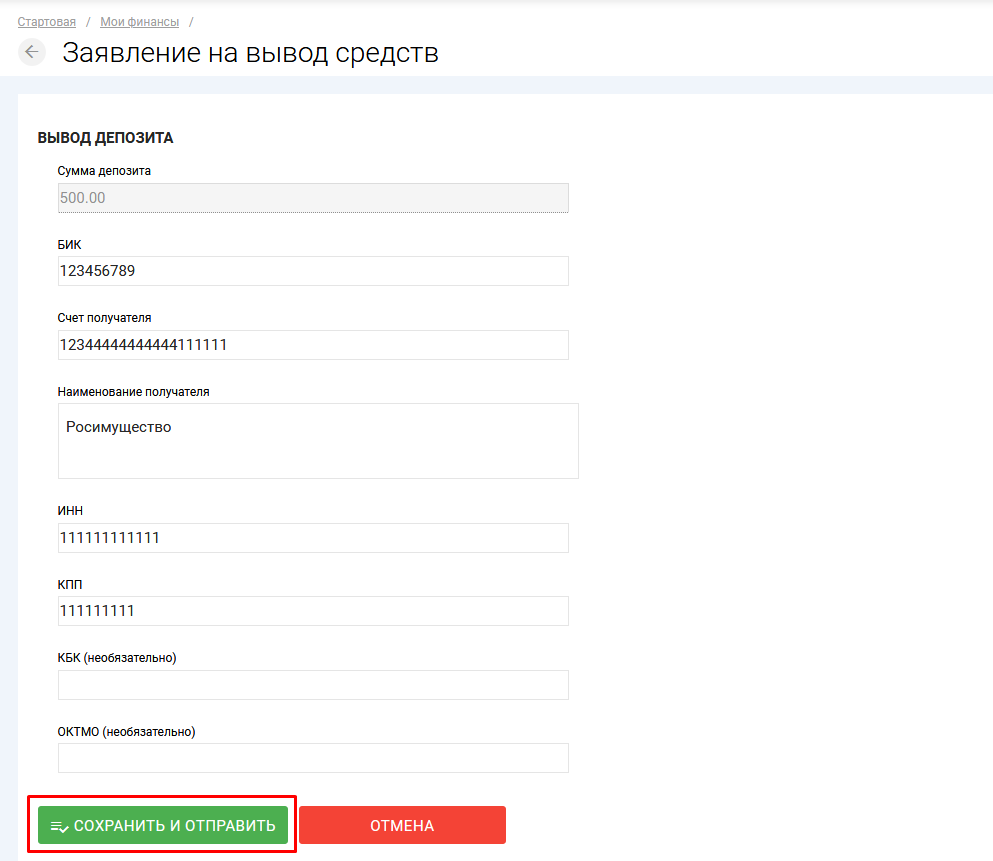 Стартовая / Мои финансы /
Заявление на вывод средств
ВЫВОД ДЕПОЗИТА
Сумма депозита
500.00
БИК
123456789
Счет получателя
12344444444444111111
Наименование получателя
Росимущество
ИНН
111111111111
КПП
111111111
КБК (необязательно)
ОКТМО (необязательно)
СОХРАНИТЬ И ОТПРАВИТЬ ОТМЕНА